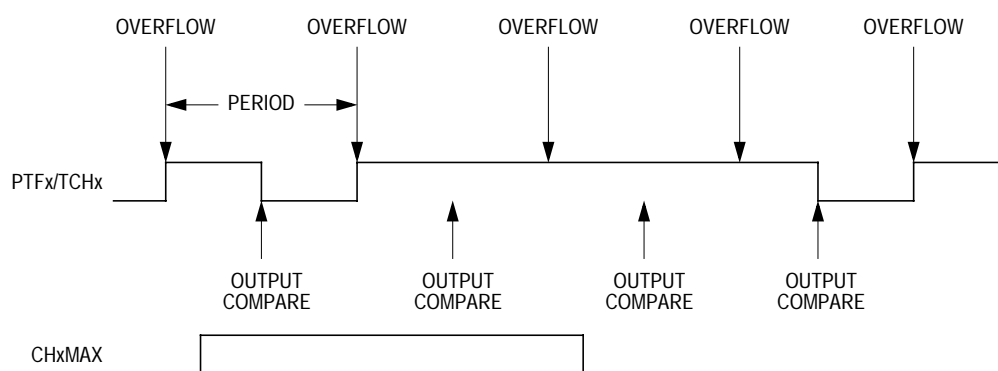 OVERFLOW OVERFLOW OVERFLOW OVERFLOW OVERFLOW
PERIOD
PTFx/TCHx
OUTPUT COMPARE
OUTPUT COMPARE
OUTPUT COMPARE
OUTPUT COMPARE
CHxMAX